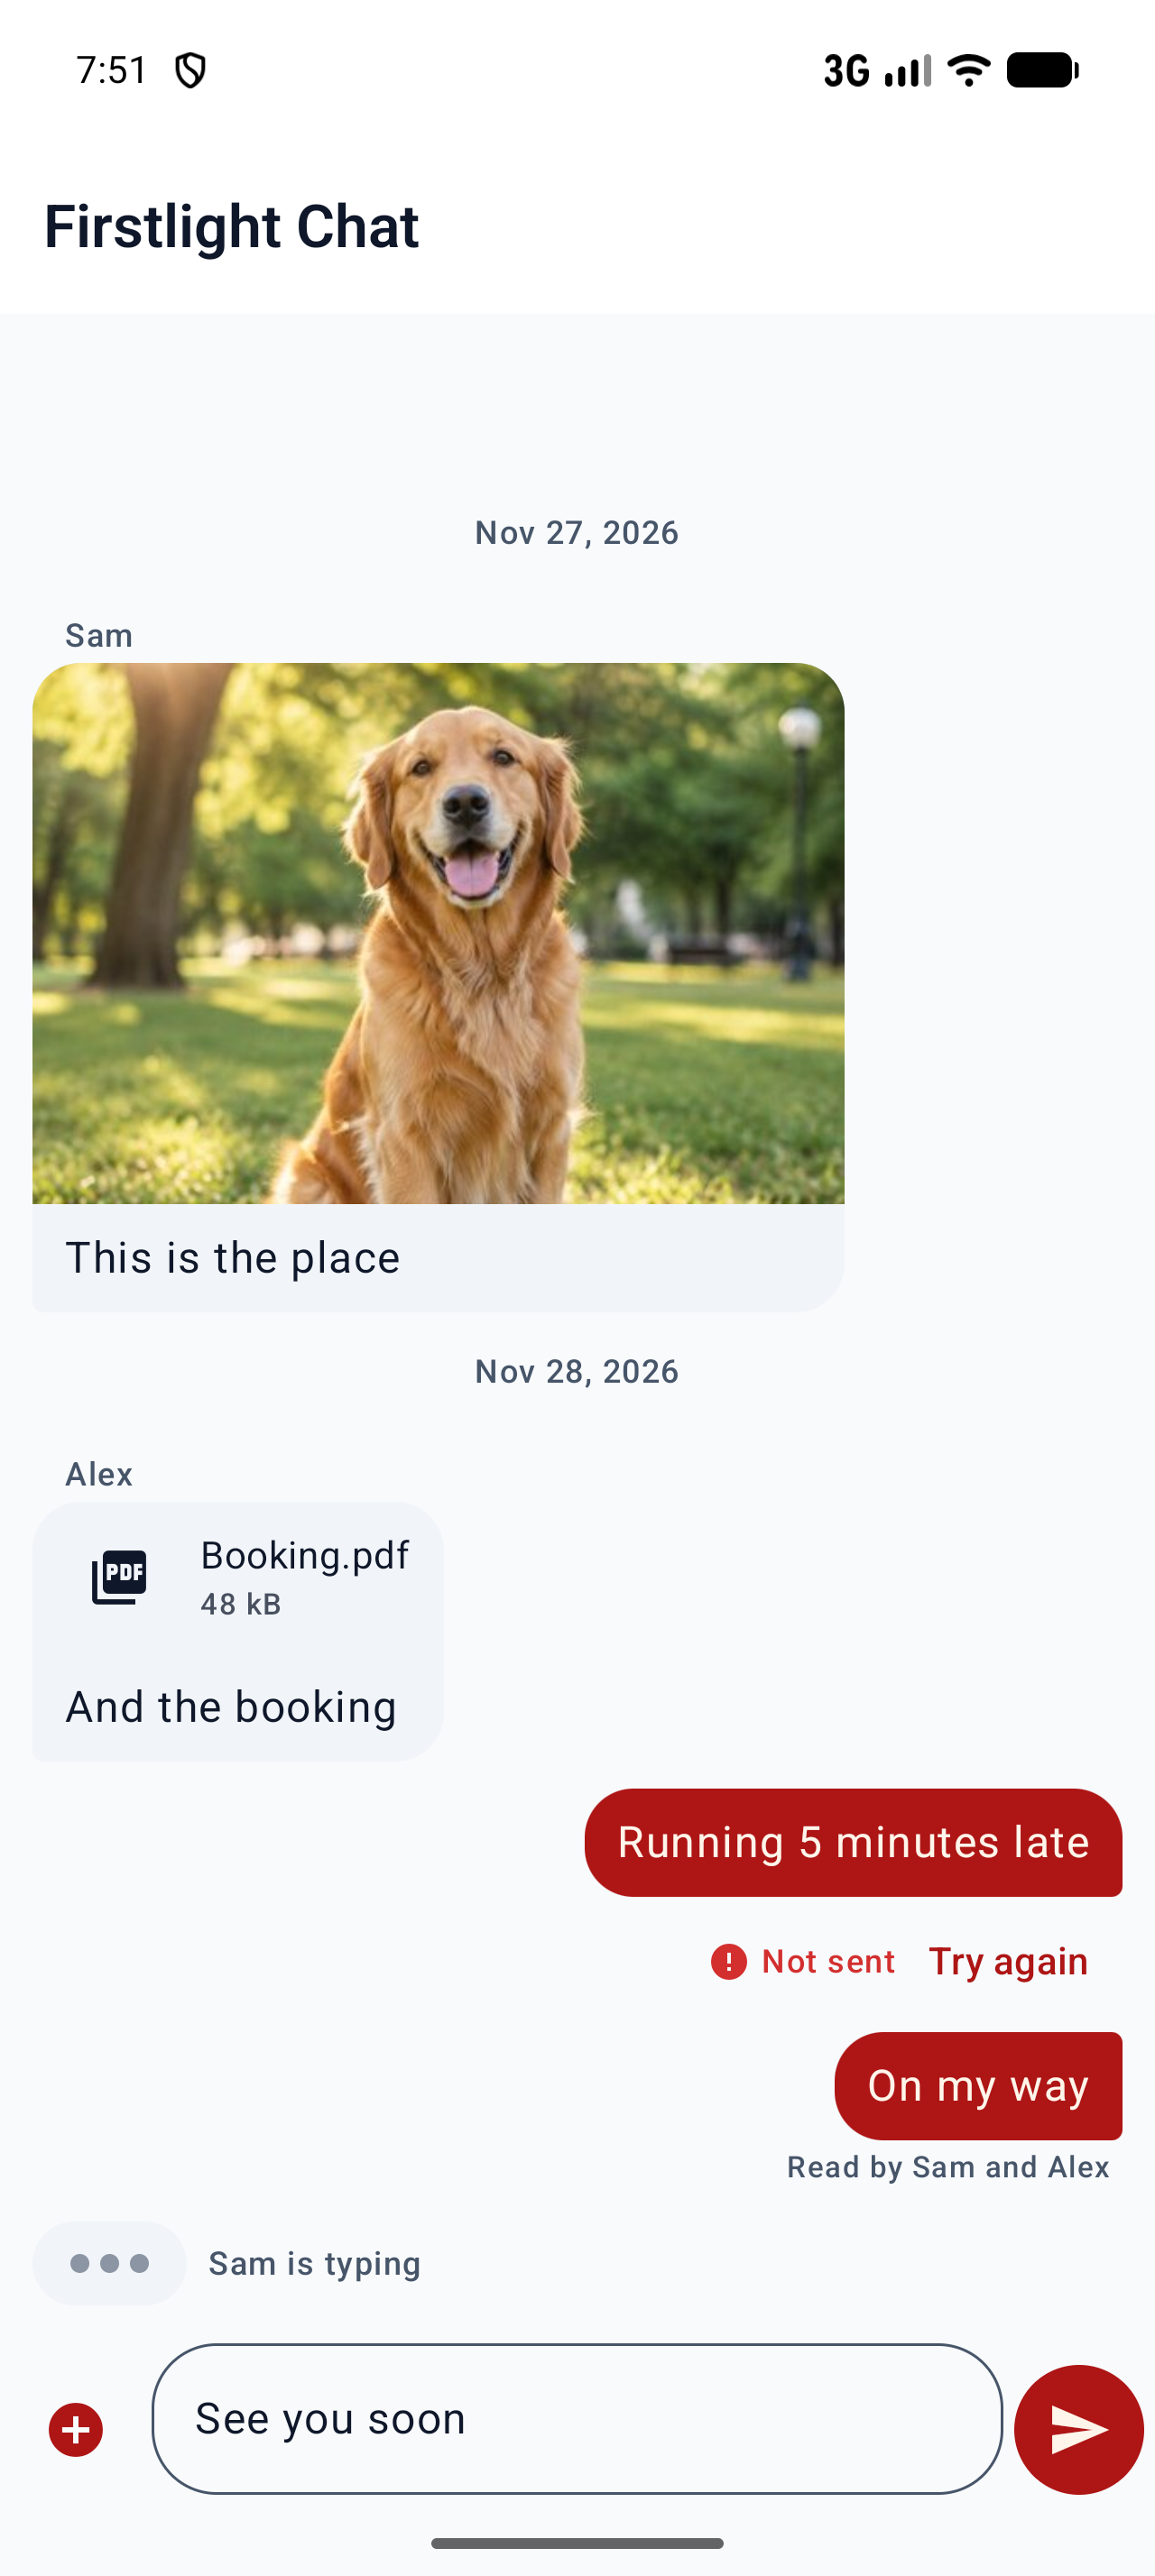 7:51 3G
Firstlight Chat
Nov 27, 2026
Sam
This is the place
Nov 28, 2026
Alex
PDF
Booking.pdf
48 kB
And the booking
Running 5 minutes late
Not sent Try again
On my way
Read by Sam and Alex
Sam is typing
See you soon